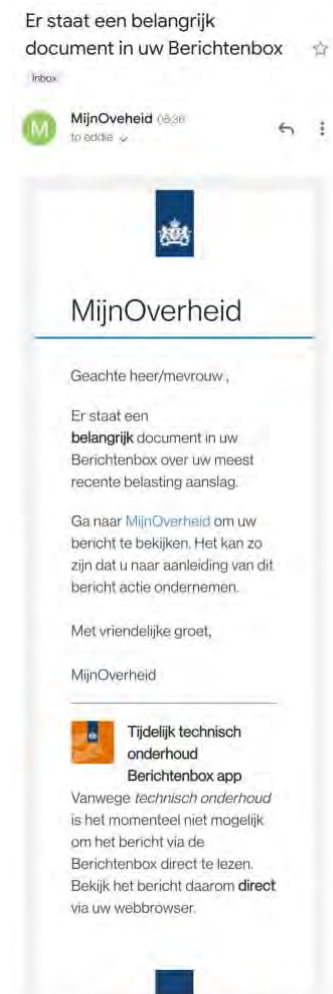 Er staat een belangrijk
document in uw Berichtenbox
Inbox
M
MijnOveheid 08:36
to eddie
MijnOverheid
Geachte heer/mevrouw ,
Er staat een
belangrijk document in uw
Berichtenbox over uw meest
recente belasting aanslag.
Ga naar MijnOverheid om uw
bericht te bekijken. Het kan zo
zijn dat u naar aanleiding van dit
bericht actie ondernemen.
Met vriendelijke groet,
MijnOverheid
Tijdelijk technisch
onderhoud
Berichtenbox app
Vanwege technisch onderhoud
is het momenteel niet mogelijk
om het bericht via de
Berichtenbox direct te lezen.
Bekijk het bericht daarom direct
via uw webbrowser.